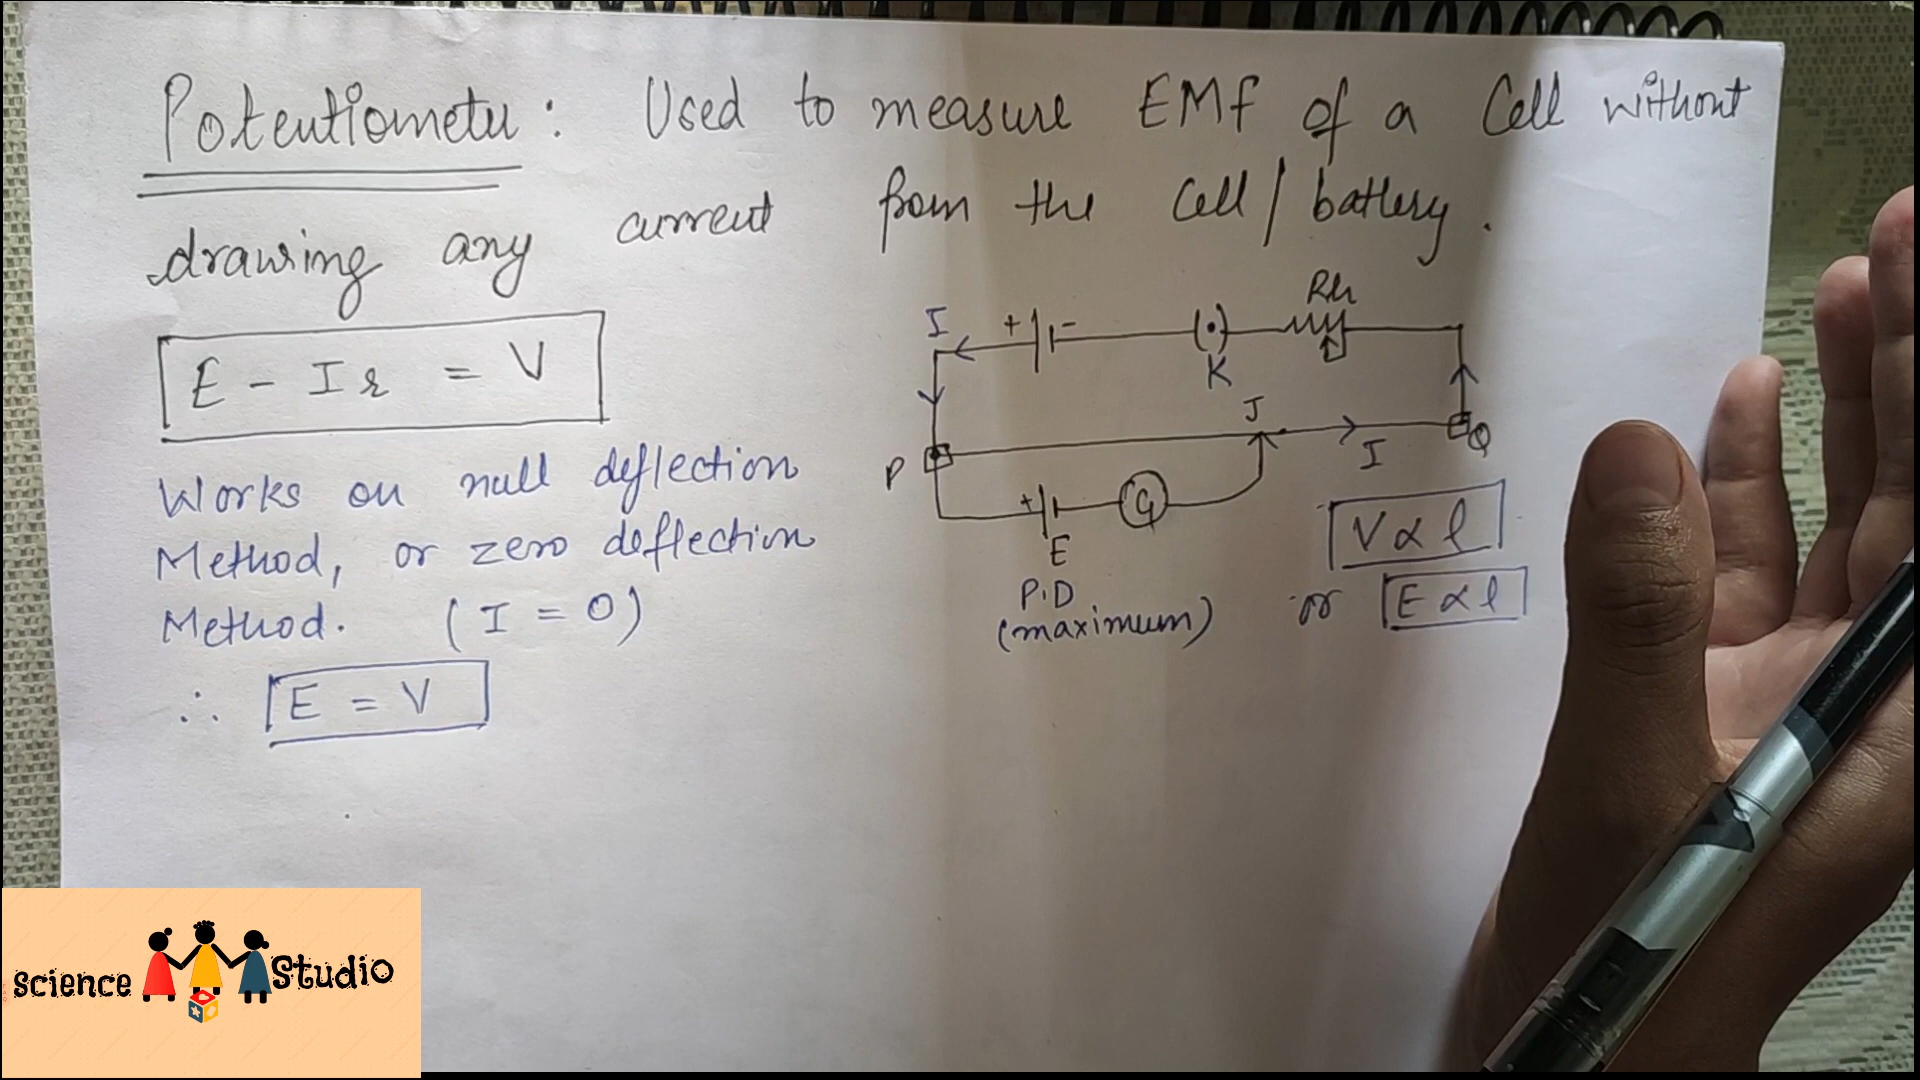 Potentiometer : Used to measure EMF of a Cell without
drawing any current from the Cell / battery.
E - Ir = V
Works on null deflection
Method, or zero deflection
Method. ( I = 0 )
∴ E = V
I
+ -
(•)
K
Rh
P
J
I
Q
+
G
E
P.D
(maximum)
V ∝ l
or E ∝ l
Science Studio